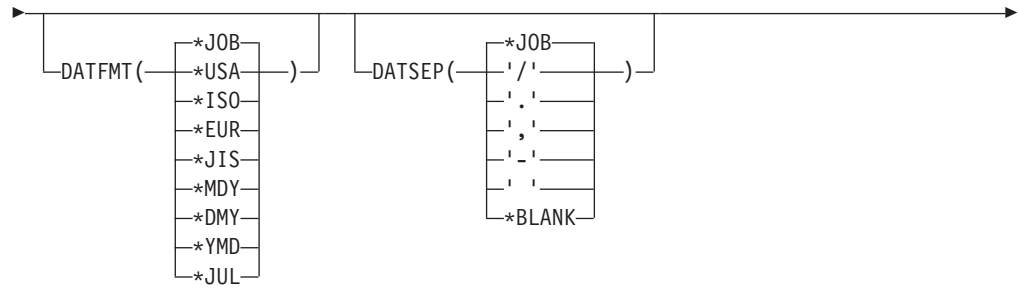 *JOB
DATFMT( *USA )
*ISO
*EUR
*JIS
*MDY
*DMY
*YMD
*JUL
*JOB
DATSEP( '/' )
'.'
','
'-'
' '
*BLANK